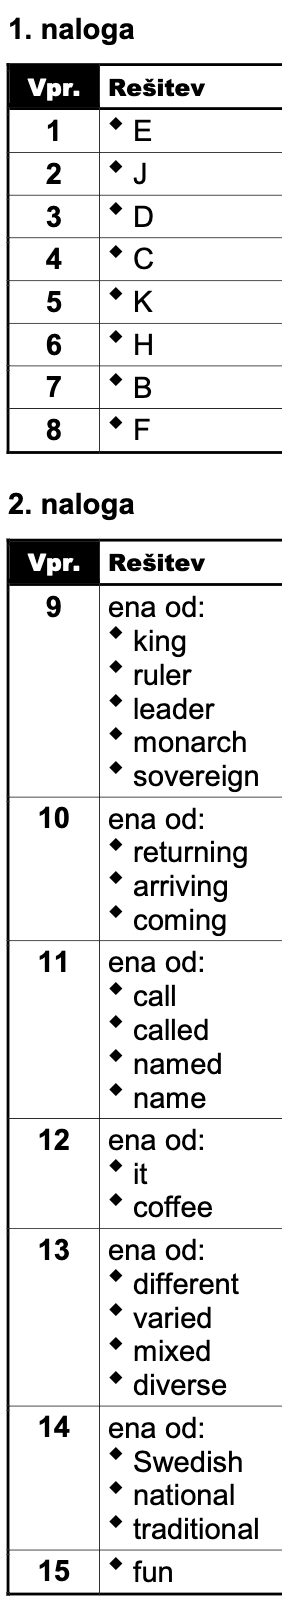 1. naloga
Vpr. Rešitev
1 ◆ E
2 ◆ J
3 ◆ D
4 ◆ C
5 ◆ K
6 ◆ H
7 ◆ B
8 ◆ F
2. naloga
Vpr. Rešitev
9 ena od:
◆ king
◆ ruler
◆ leader
◆ monarch
◆ sovereign
10 ena od:
◆ returning
◆ arriving
◆ coming
11 ena od:
◆ call
◆ called
◆ named
◆ name
12 ena od:
◆ it
◆ coffee
13 ena od:
◆ different
◆ varied
◆ mixed
◆ diverse
14 ena od:
◆ Swedish
◆ national
◆ traditional
15 ◆ fun